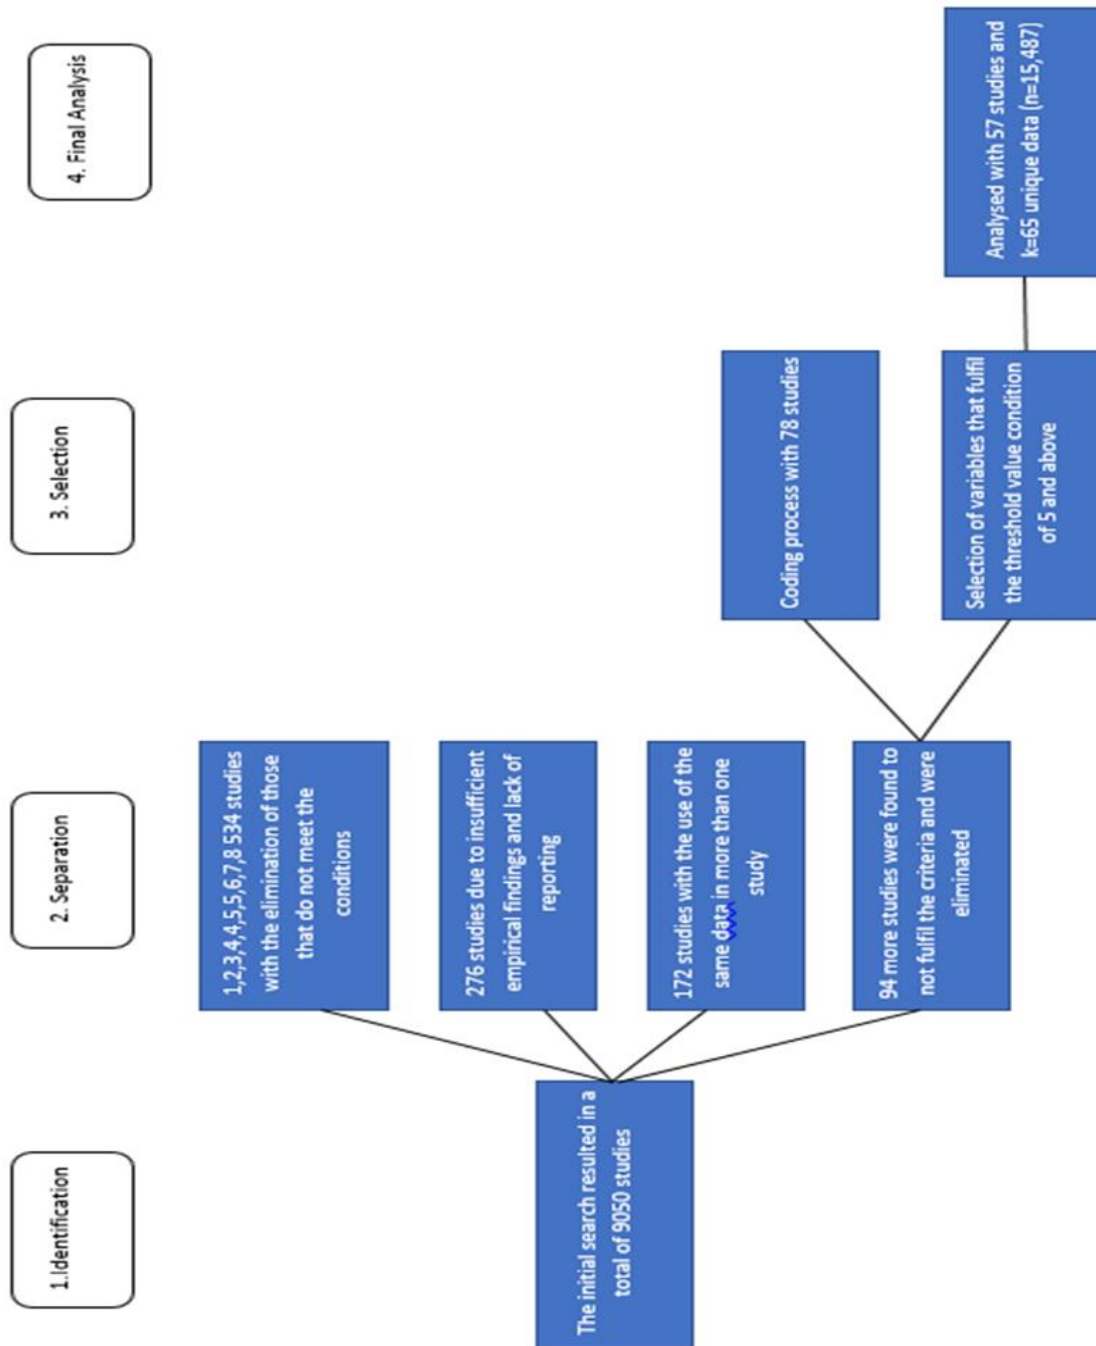 1.Identification
2. Separation
3. Selection
4. Final Analysis
The initial search resulted in a
total of 9050 studies
1,2,3,4,4,5,5,6,7,8 534 studies
with the elimination of those
that do not meet the
conditions
276 studies due to insufficient
empirical findings and lack of
reporting
172 studies with the use of the
same data in more than one
study
94 more studies were found to
not fulfil the criteria and were
eliminated
Coding process with 78 studies
Selection of variables that fulfil
the threshold value condition
of 5 and above
Analysed with 57 studies and
k=65 unique data (n=15,487)